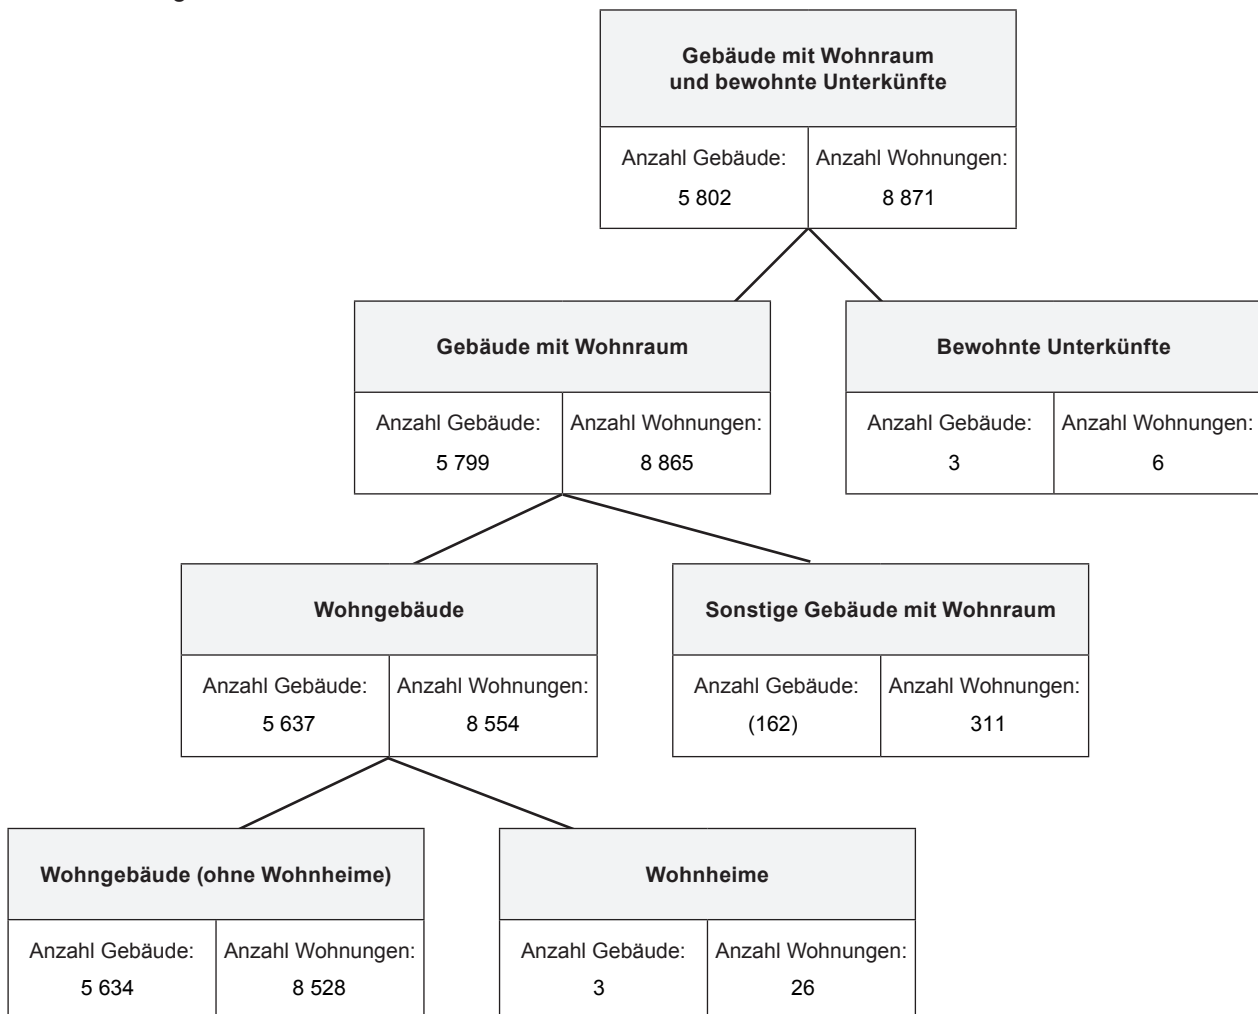 Gebäude mit Wohnraum
und bewohnte Unterkünfte
Anzahl Gebäude: Anzahl Wohnungen:
5 802 8 871
Gebäude mit Wohnraum
Anzahl Gebäude: Anzahl Wohnungen:
5 799 8 865
Bewohnte Unterkünfte
Anzahl Gebäude: Anzahl Wohnungen:
3 6
Wohngebäude
Anzahl Gebäude: Anzahl Wohnungen:
5 637 8 554
Sonstige Gebäude mit Wohnraum
Anzahl Gebäude: Anzahl Wohnungen:
(162) 311
Wohngebäude (ohne Wohnheime)
Anzahl Gebäude: Anzahl Wohnungen:
5 634 8 528
Wohnheime
Anzahl Gebäude: Anzahl Wohnungen:
3 26